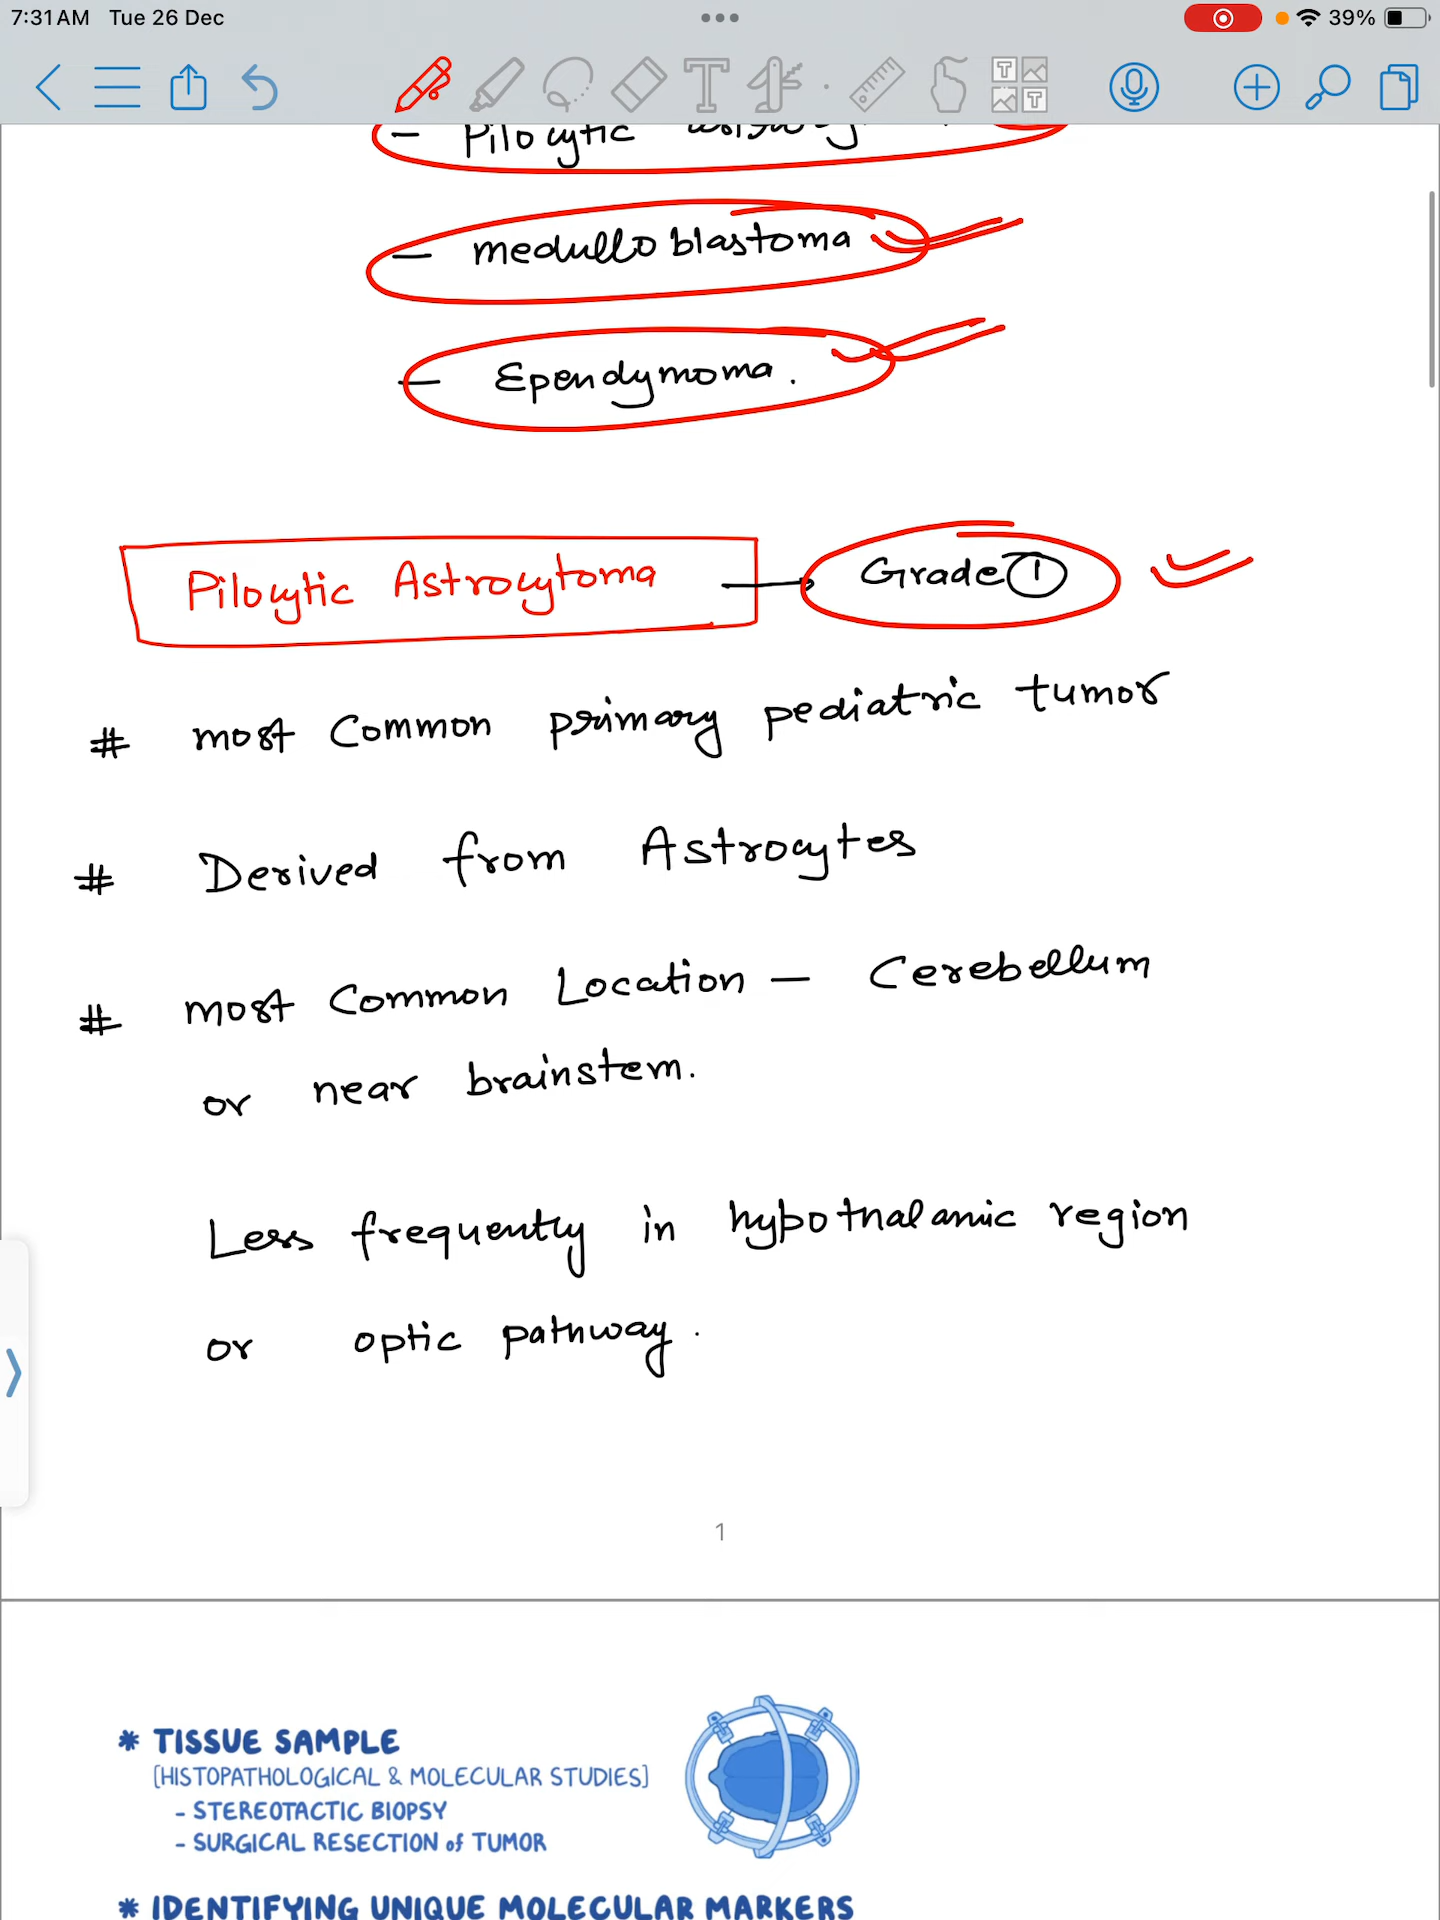 7:31 AM Tue 26 Dec
39%
- Pilocytic
- medulloblastoma
- Ependymoma.
Pilocytic Astrocytoma — Grade 1
# most Common primary pediatric tumor
# Derived from Astrocytes
# most Common Location — Cerebellum
or near brainstem.
Less frequently in hypothalamic region
or optic pathway.
1
* TISSUE SAMPLE
[HISTOPATHOLOGICAL & MOLECULAR STUDIES]
- STEREOTACTIC BIOPSY
- SURGICAL RESECTION of TUMOR
* IDENTIFYING UNIQUE MOLECULAR MARKERS